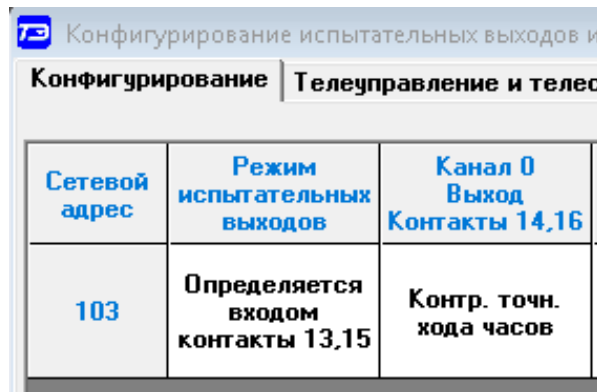 ТЭ Конфигурирование испытательных выходов и
Конфигурирование Телеуправление и телес
Сетевой
адрес
Режим
испытательных
выходов
Канал 0
Выход
Контакты 14,16
103
Определяется
входом
контакты 13,15
Контр. точн.
хода часов